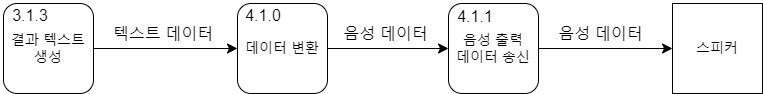 3.1.3
결과 텍스트
생성
텍스트 데이터
4.1.0
데이터 변환
음성 데이터
4.1.1
음성 출력
데이터 송신
음성 데이터
스피커